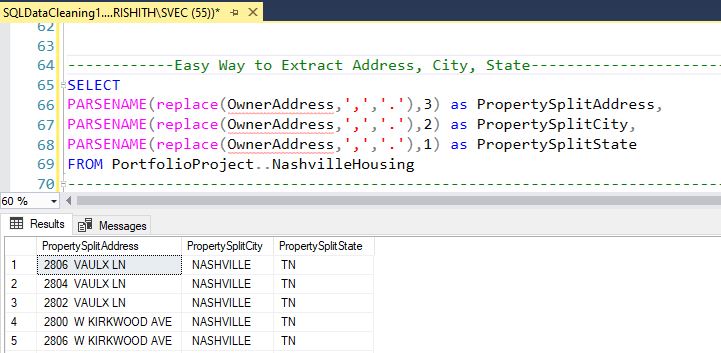 SQLDataCleaning1....RISHITH\SVEC (55))*
62
63
64 ------------Easy Way to Extract Address, City, State-----------------------
65 SELECT
66 PARSENAME(replace(OwnerAddress,',','.'),3) as PropertySplitAddress,
67 PARSENAME(replace(OwnerAddress,',','.'),2) as PropertySplitCity,
68 PARSENAME(replace(OwnerAddress,',','.'),1) as PropertySplitState
69 FROM PortfolioProject..NashvilleHousing
70 ---------------------------------------------------------------------------
60 %
Results Messages
PropertySplitAddress PropertySplitCity PropertySplitState
1 2806 VAULX LN NASHVILLE TN
2 2804 VAULX LN NASHVILLE TN
3 2802 VAULX LN NASHVILLE TN
4 2800 W KIRKWOOD AVE NASHVILLE TN
5 2806 W KIRKWOOD AVE NASHVILLE TN